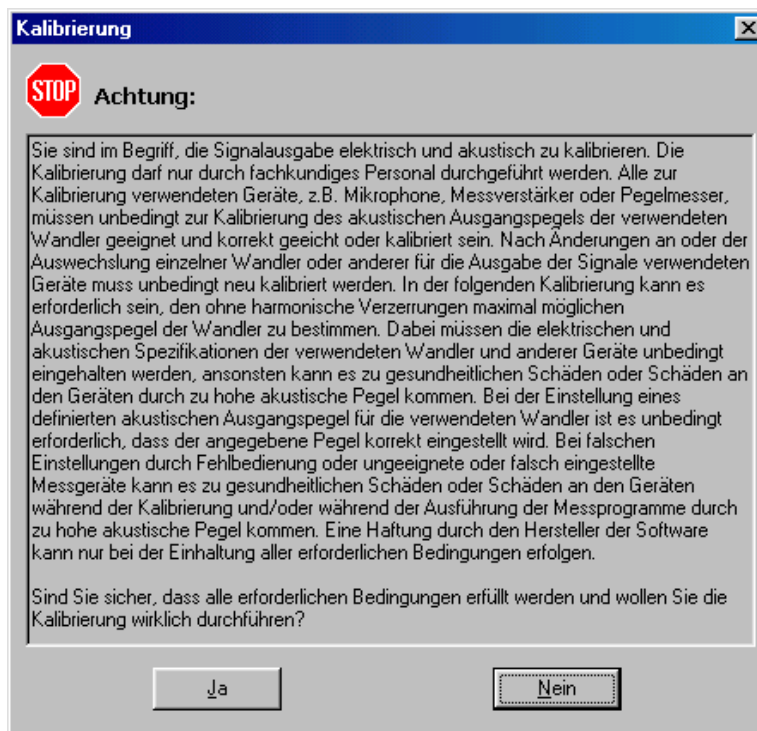 Kalibrierung
STOP
Achtung:
Sie sind im Begriff, die Signalausgabe elektrisch und akustisch zu kalibrieren. Die
Kalibrierung darf nur durch fachkundiges Personal durchgeführt werden. Alle zur
Kalibrierung verwendeten Geräte, z.B. Mikrophone, Messverstärker oder Pegelmesser,
müssen unbedingt zur Kalibrierung des akustischen Ausgangspegels der verwendeten
Wandler geeignet und korrekt geeicht oder kalibriert sein. Nach Änderungen an oder der
Auswechslung einzelner Wandler oder anderer für die Ausgabe der Signale verwendeten
Geräte muss unbedingt neu kalibriert werden. In der folgenden Kalibrierung kann es
erforderlich sein, den ohne harmonische Verzerrungen maximal möglichen
Ausgangspegel der Wandler zu bestimmen. Dabei müssen die elektrischen und
akustischen Spezifikationen der verwendeten Wandler und anderer Geräte unbedingt
eingehalten werden, ansonsten kann es zu gesundheitlichen Schäden oder Schäden an
den Geräten durch zu hohe akustische Pegel kommen. Bei der Einstellung eines
definierten akustischen Ausgangspegel für die verwendeten Wandler ist es unbedingt
erforderlich, dass der angegebene Pegel korrekt eingestellt wird. Bei falschen
Einstellungen durch Fehlbedienung oder ungeeignete oder falsch eingestellte
Messgeräte kann es zu gesundheitlichen Schäden oder Schäden an den Geräten
während der Kalibrierung und/oder während der Ausführung der Messprogramme durch
zu hohe akustische Pegel kommen. Eine Haftung durch den Hersteller der Software
kann nur bei der Einhaltung aller erforderlichen Bedingungen erfolgen.
Sind Sie sicher, dass alle erforderlichen Bedingungen erfüllt werden und wollen Sie die
Kalibrierung wirklich durchführen?
Ja
Nein